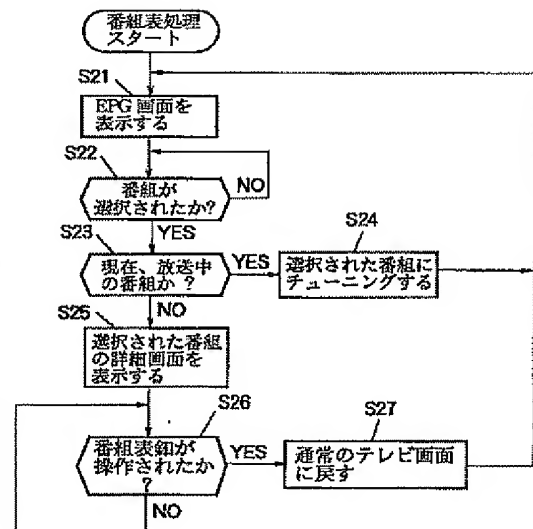 番組表処理
スタート
S21
EPG画面を
表示する
S22
番組が
選択されたか?
NO
YES
S23
現在、放送中
の番組か ?
YES
NO
S24
選択された番組に
チューニングする
S25
選択された番組
の詳細画面を
表示する
S26
番組表釦が
操作されたか
?
YES
NO
S27
通常のテレビ画面
に戻す